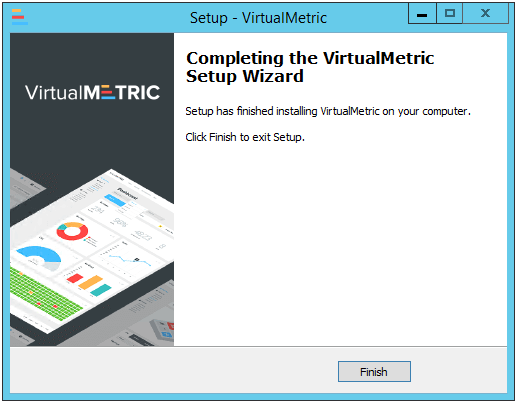 Setup - VirtualMetric
Completing the VirtualMetric
Setup Wizard
VirtualMETRIC
Setup has finished installing VirtualMetric on your computer.
Click Finish to exit Setup.
Dashboard
Finish